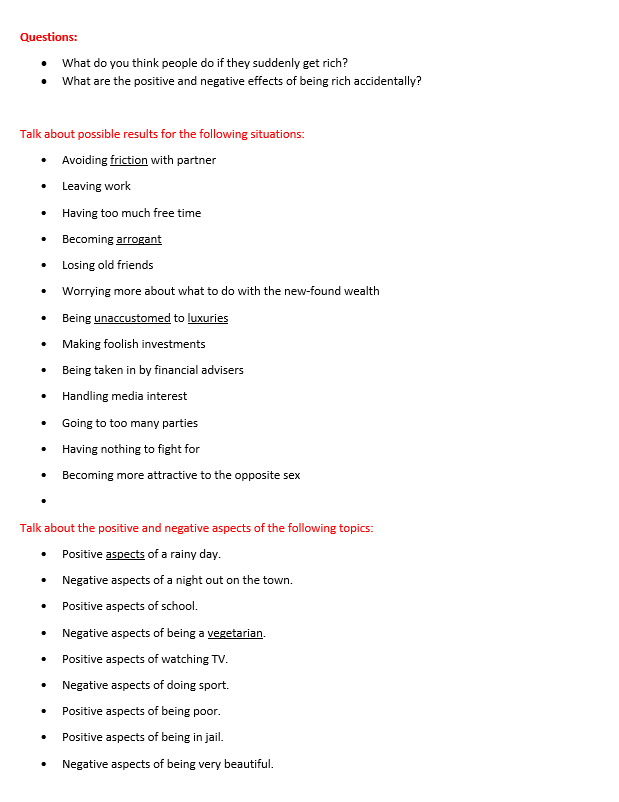 Questions:
• What do you think people do if they suddenly get rich?
• What are the positive and negative effects of being rich accidentally?
Talk about possible results for the following situations:
• Avoiding friction with partner
• Leaving work
• Having too much free time
• Becoming arrogant
• Losing old friends
• Worrying more about what to do with the new-found wealth
• Being unaccustomed to luxuries
• Making foolish investments
• Being taken in by financial advisers
• Handling media interest
• Going to too many parties
• Having nothing to fight for
• Becoming more attractive to the opposite sex
•
Talk about the positive and negative aspects of the following topics:
• Positive aspects of a rainy day.
• Negative aspects of a night out on the town.
• Positive aspects of school.
• Negative aspects of being a vegetarian.
• Positive aspects of watching TV.
• Negative aspects of doing sport.
• Positive aspects of being poor.
• Positive aspects of being in jail.
• Negative aspects of being very beautiful.